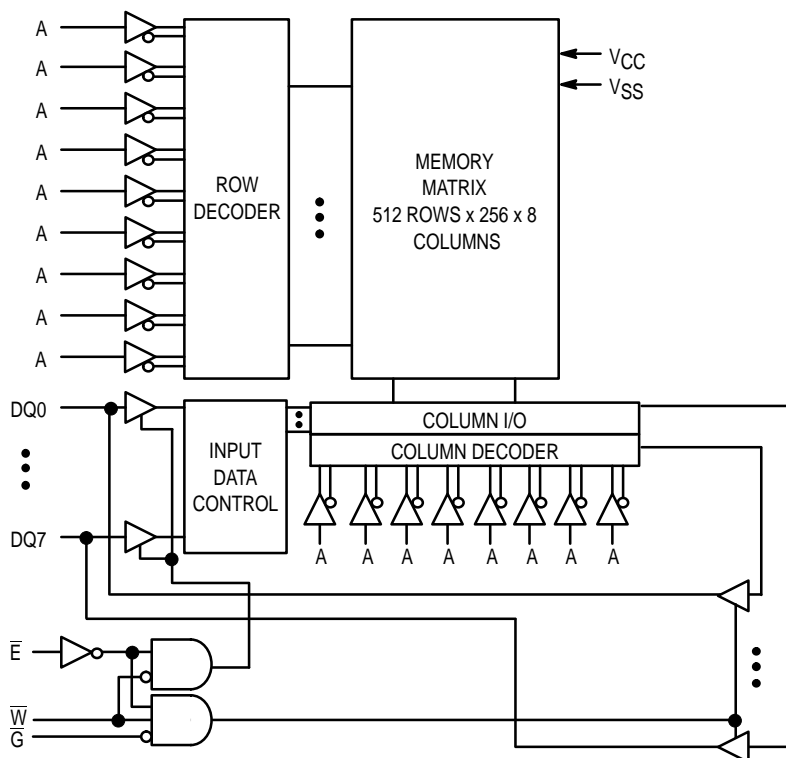 A
A
A
A
A
A
A
A
A
ROW
DECODER
MEMORY
MATRIX
512 ROWS x 256 x 8
COLUMNS
VCC
VSS
DQ0
DQ7
INPUT
DATA
CONTROL
COLUMN I/O
COLUMN DECODER
A A A A A A A A
E̅
W̅
G̅